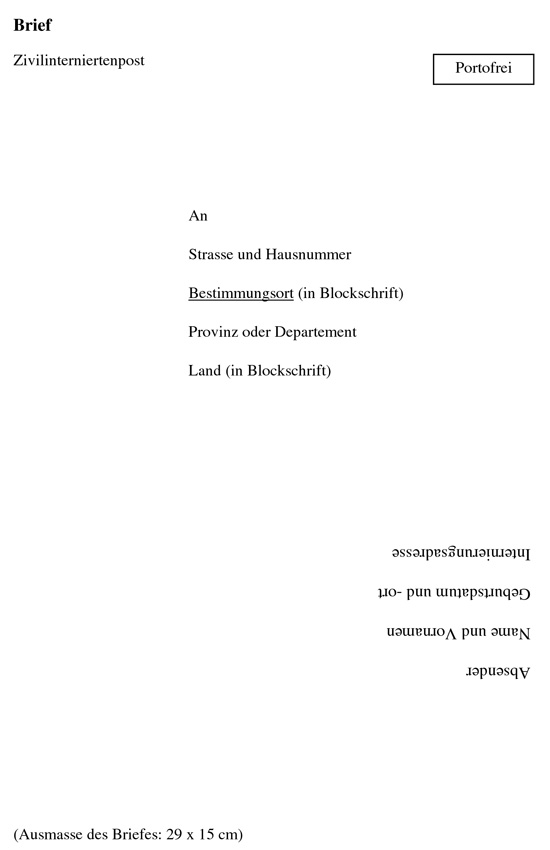 Brief
Zivilinterniertenpost
Portofrei
An
Strasse und Hausnummer
Bestimmungsort (in Blockschrift)
Provinz oder Departement
Land (in Blockschrift)
Absender
Name und Vornamen
Geburtsdatum und -ort
Internierungsadresse
(Ausmasse des Briefes: 29 x 15 cm)